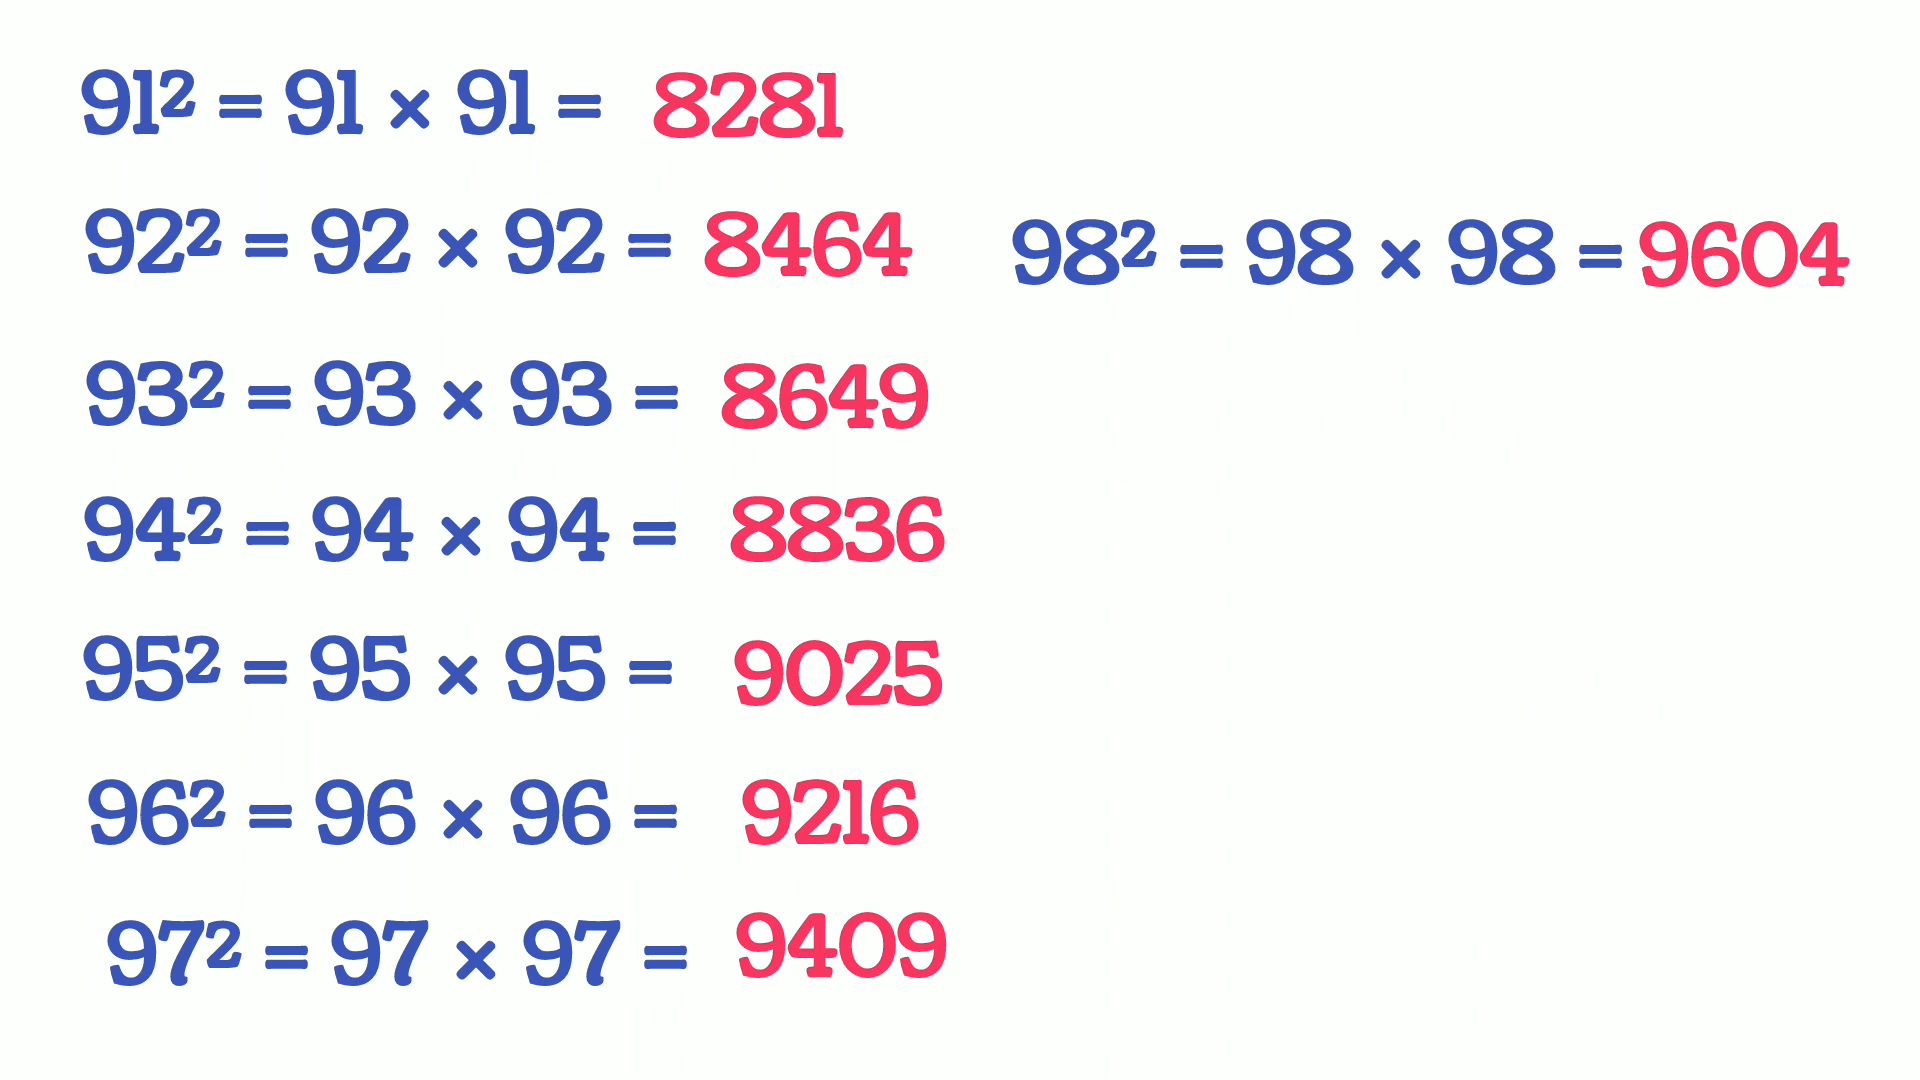 91² = 91 × 91 = 8281
92² = 92 × 92 = 8464
93² = 93 × 93 = 8649
94² = 94 × 94 = 8836
95² = 95 × 95 = 9025
96² = 96 × 96 = 9216
97² = 97 × 97 = 9409
98² = 98 × 98 = 9604